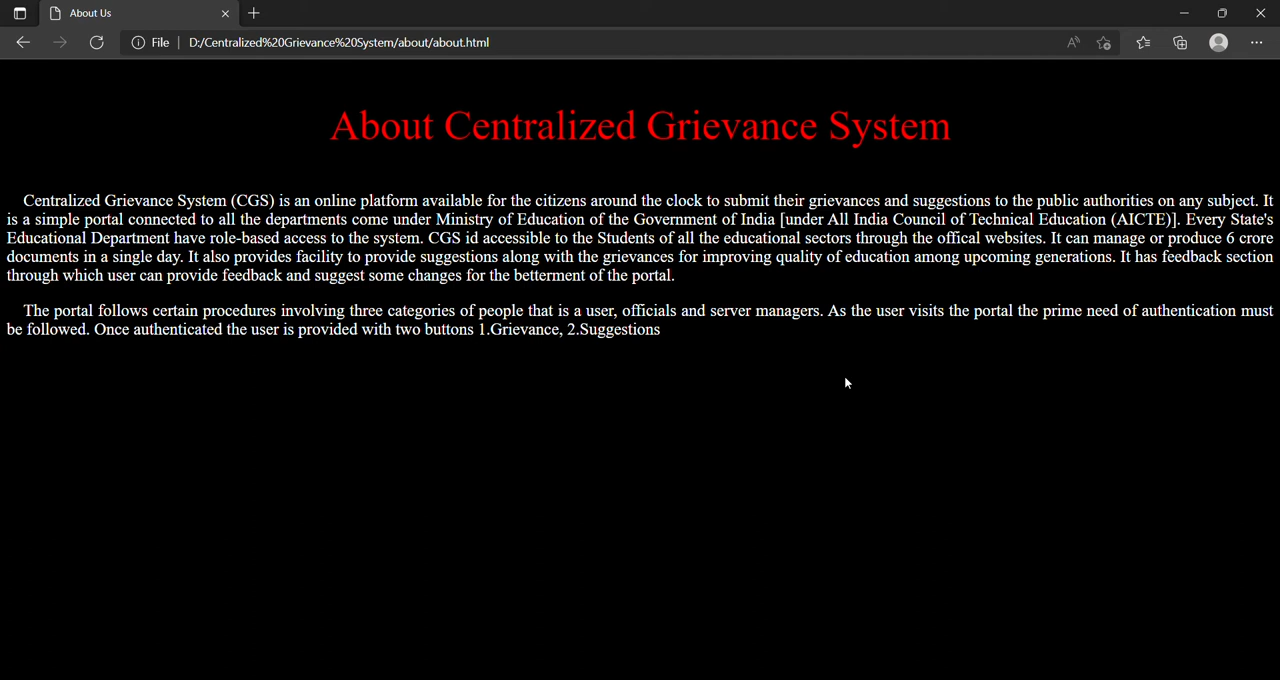 About Us
File
D:/Centralized%20Grievance%20System/about/about.html
About Centralized Grievance System
Centralized Grievance System (CGS) is an online platform available for the citizens around the clock to submit their grievances and suggestions to the public authorities on any subject. It
is a simple portal connected to all the departments come under Ministry of Education of the Government of India [under All India Council of Technical Education (AICTE)]. Every State's
Educational Department have role-based access to the system. CGS id accessible to the Students of all the educational sectors through the offical websites. It can manage or produce 6 crore
documents in a single day. It also provides facility to provide suggestions along with the grievances for improving quality of education among upcoming generations. It has feedback section
through which user can provide feedback and suggest some changes for the betterment of the portal.
The portal follows certain procedures involving three categories of people that is a user, officials and server managers. As the user visits the portal the prime need of authentication must
be followed. Once authenticated the user is provided with two buttons 1.Grievance, 2.Suggestions